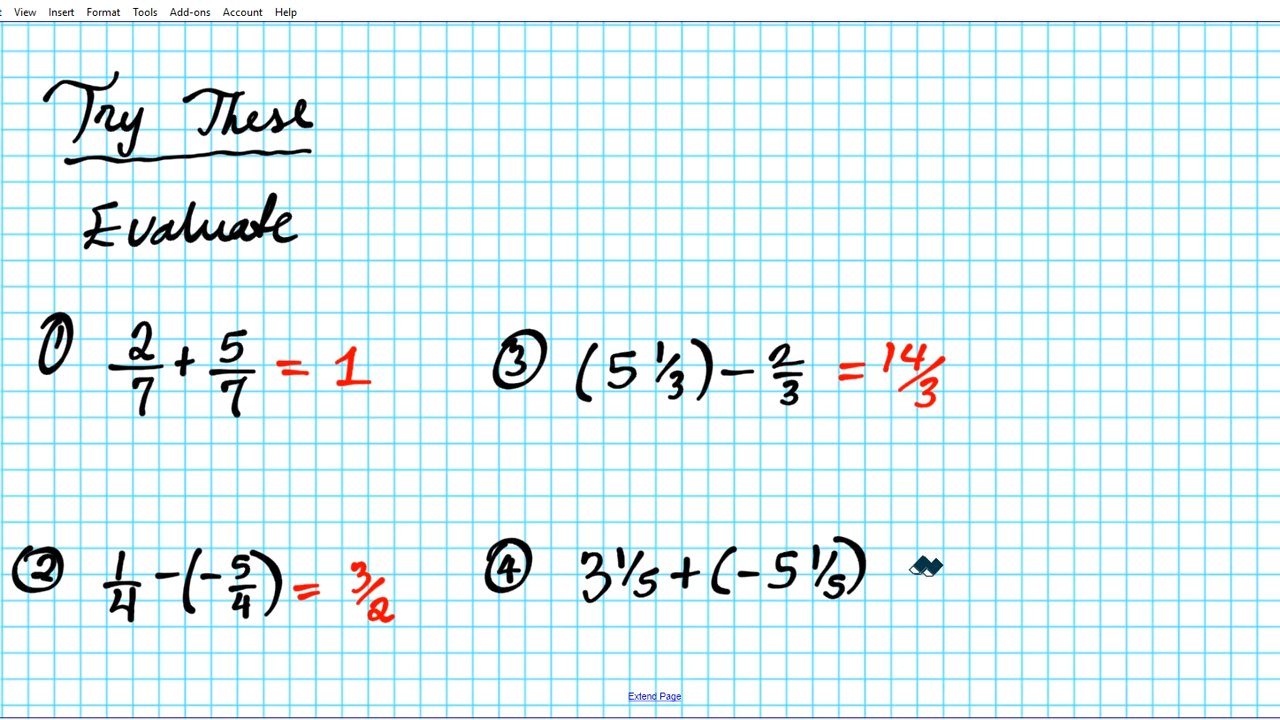 View Insert Format Tools Add-ons Account Help
Try These
Evaluate
① 2/7 + 5/7 = 1
③ (5 1/3) - 2/3 = 14/3
② 1/4 - (- 5/4) = 3/2
④ 3 1/5 + (- 5 1/5)
Extend Page